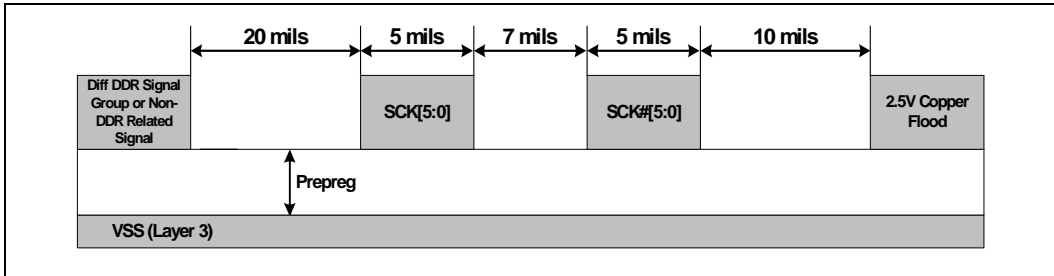 20 mils
5 mils
7 mils
5 mils
10 mils
Diff DDR Signal
Group or Non-
DDR Related
Signal
SCK[5:0]
SCK#[5:0]
2.5V Copper
Flood
Prepreg
VSS (Layer 3)